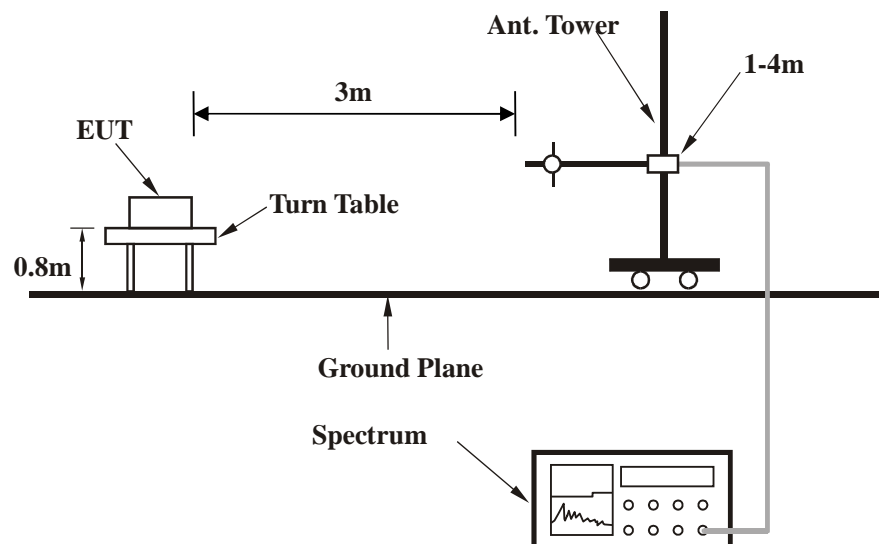 Ant. Tower
1-4m
3m
EUT
Turn Table
0.8m
Ground Plane
Spectrum